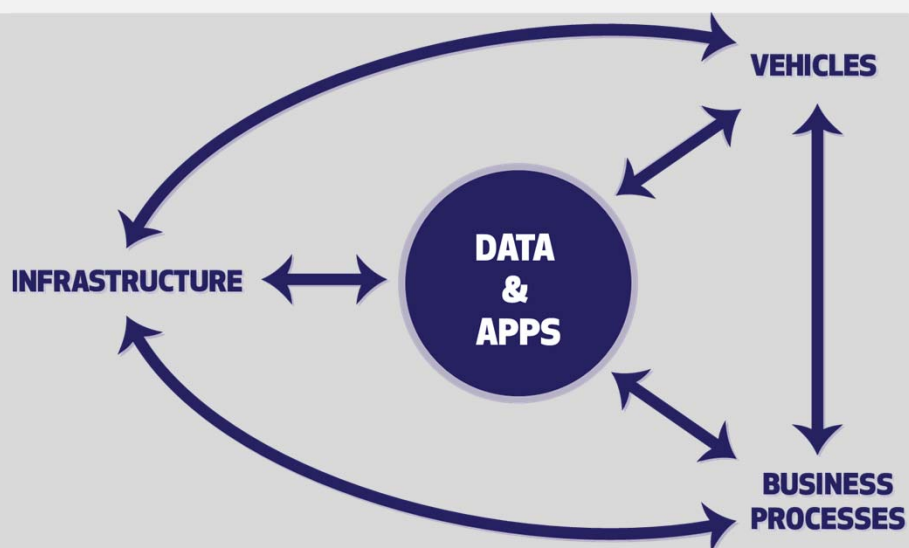 VEHICLES
DATA
&
APPS
INFRASTRUCTURE
BUSINESS
PROCESSES